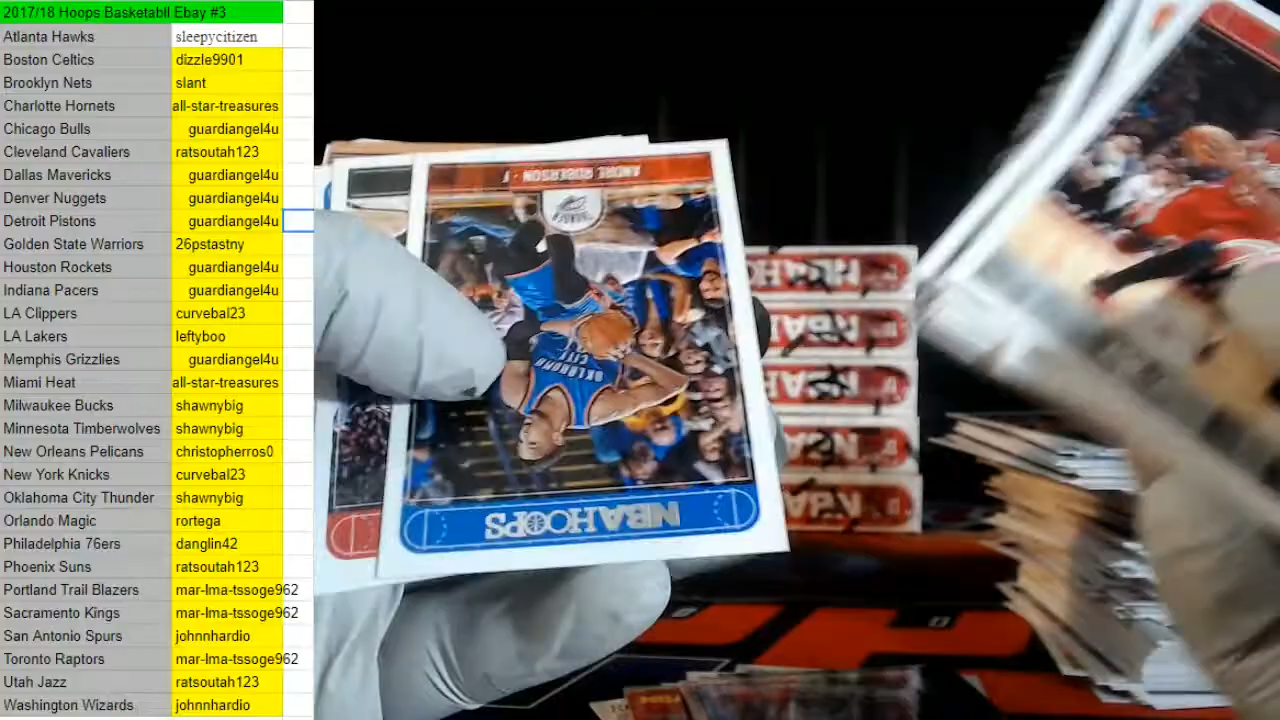 2017/18 Hoops Basketabll Ebay #3
Atlanta Hawks sleepycitizen
Boston Celtics dizzle9901
Brooklyn Nets slant
Charlotte Hornets all-star-treasures
Chicago Bulls guardiangel4u
Cleveland Cavaliers ratsoutah123
Dallas Mavericks guardiangel4u
Denver Nuggets guardiangel4u
Detroit Pistons guardiangel4u
Golden State Warriors 26pstastny
Houston Rockets guardiangel4u
Indiana Pacers guardiangel4u
LA Clippers curvebal23
LA Lakers leftyboo
Memphis Grizzlies guardiangel4u
Miami Heat all-star-treasures
Milwaukee Bucks shawnybig
Minnesota Timberwolves shawnybig
New Orleans Pelicans christopherros0
New York Knicks curvebal23
Oklahoma City Thunder shawnybig
Orlando Magic rortega
Philadelphia 76ers danglin42
Phoenix Suns ratsoutah123
Portland Trail Blazers mar-lma-tssoge962
Sacramento Kings mar-lma-tssoge962
San Antonio Spurs johnnhardio
Toronto Raptors mar-lma-tssoge962
Utah Jazz ratsoutah123
Washington Wizards johnnhardio
ANDRE ROBERSON - F
OKLAHOMA
CITY
NBA HOOPS